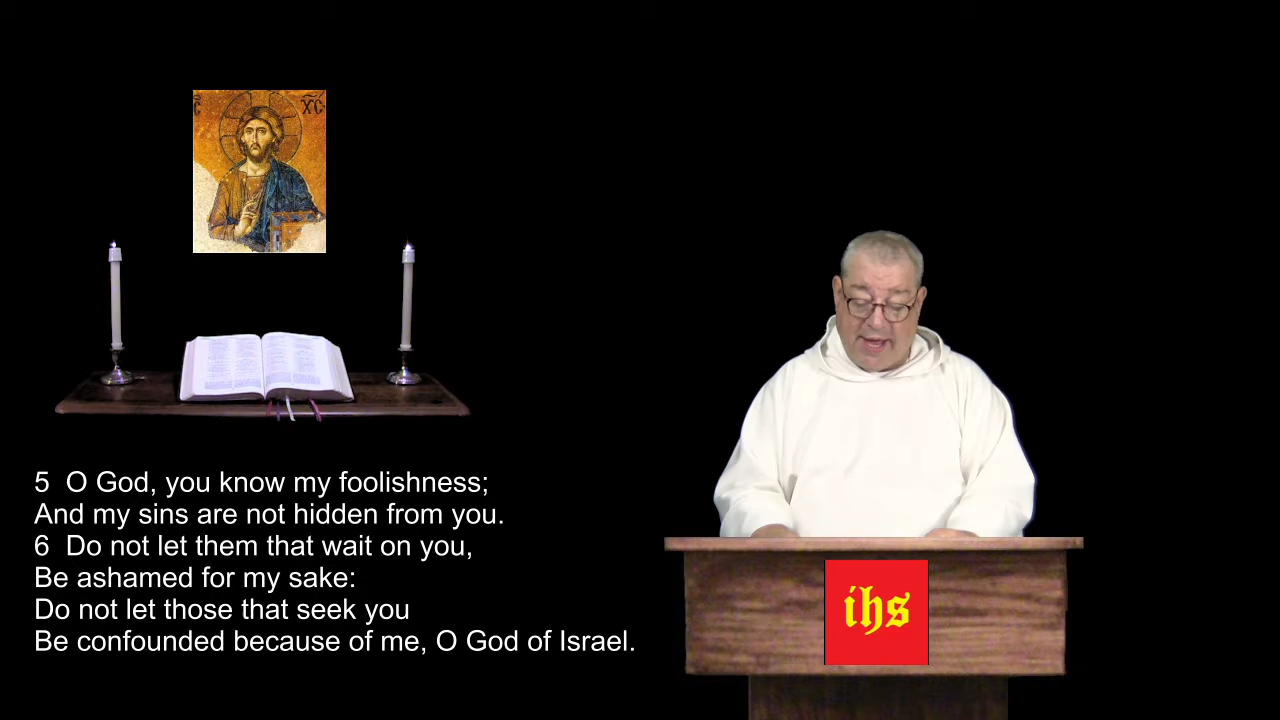 C XC
5 O God, you know my foolishness;
And my sins are not hidden from you.
6 Do not let them that wait on you,
Be ashamed for my sake:
Do not let those that seek you
Be confounded because of me, O God of Israel.
ihs